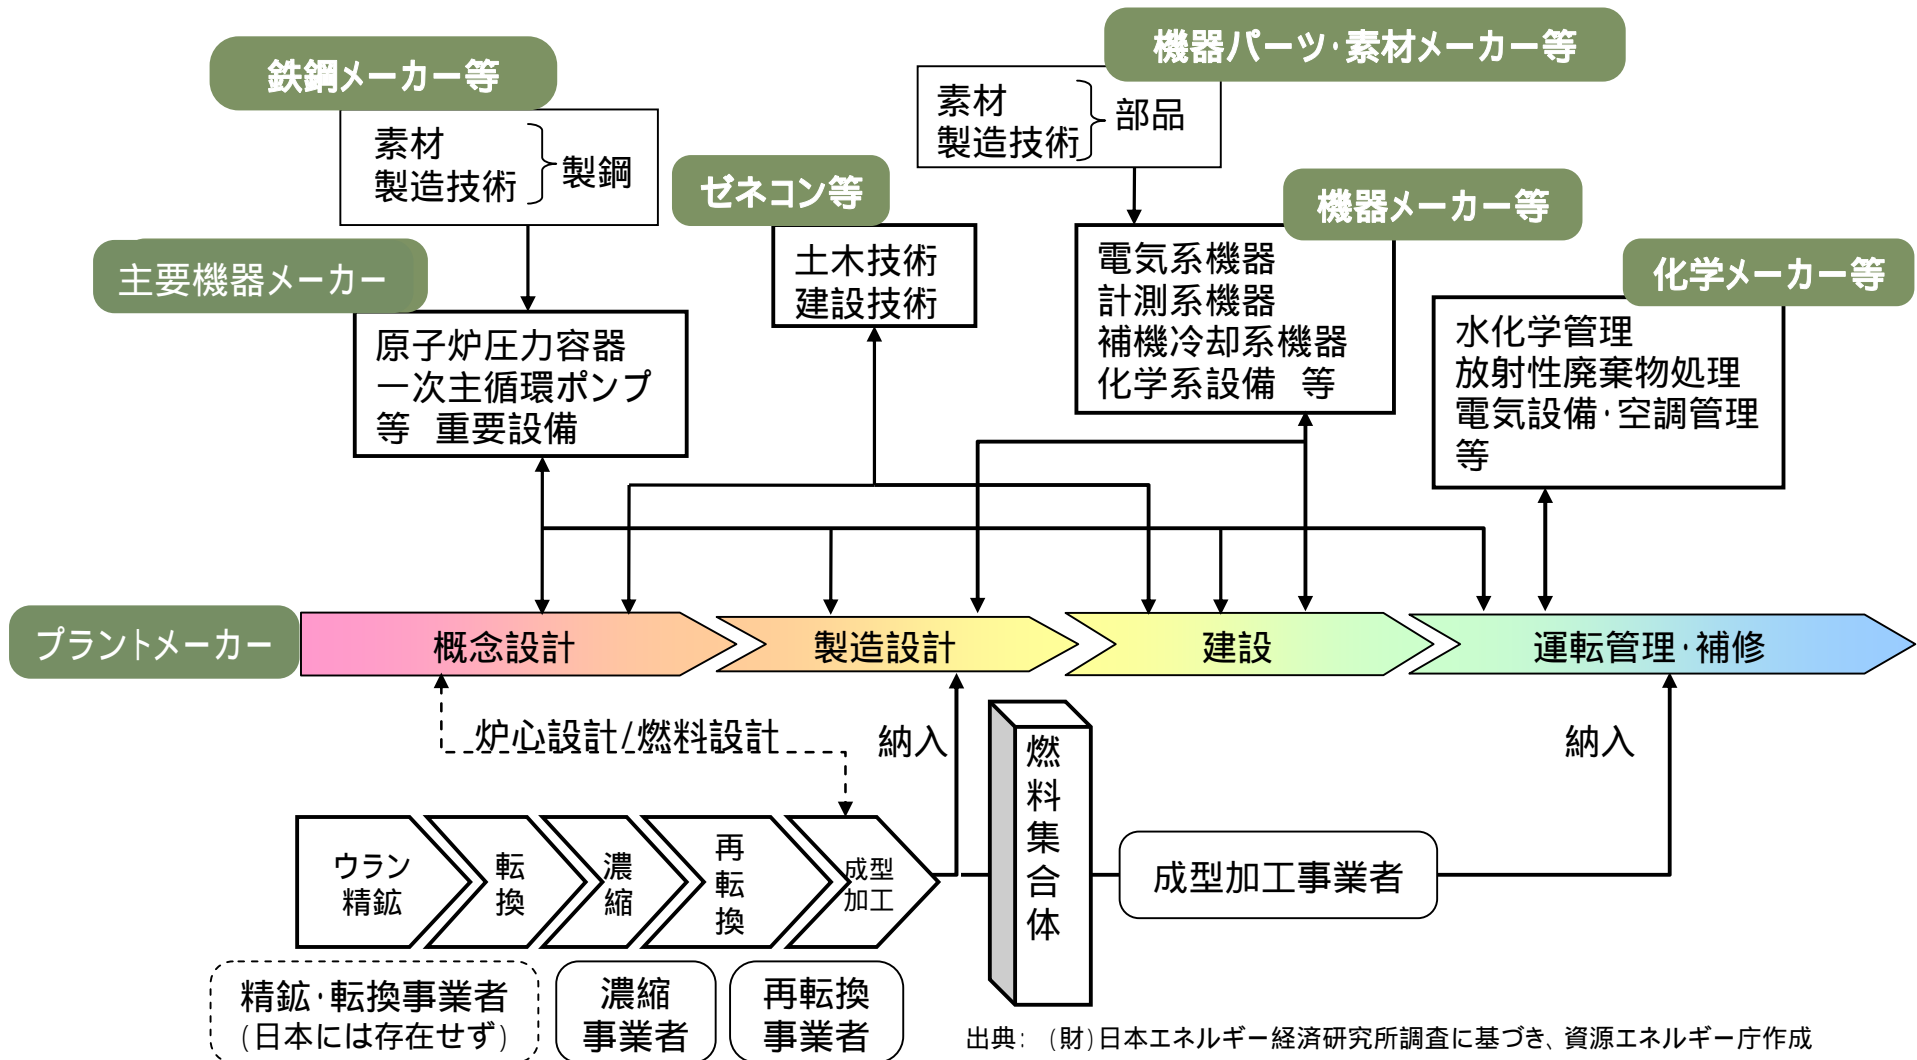 機器パーツ・素材メーカー等
鉄鋼メーカー等
素材
製造技術
部品
素材
製造技術
製鋼
ゼネコン等
機器メーカー等
主要機器メーカー
土木技術
建設技術
電気系機器
計測系機器
補機冷却系機器
化学系設備 等
化学メーカー等
原子炉圧力容器
一次主循環ポンプ
等 重要設備
水化学管理
放射性廃棄物処理
電気設備・空調管理
等
プラントメーカー
概念設計
製造設計
建設
運転管理・補修
炉心設計/燃料設計
納入
納入
燃料集合体
ウラン
精鉱
転換
濃縮
再転換
成型
加工
成型加工事業者
精鉱・転換事業者
(日本には存在せず)
濃縮
事業者
再転換
事業者
出典: (財)日本エネルギー経済研究所調査に基づき、資源エネルギー庁作成